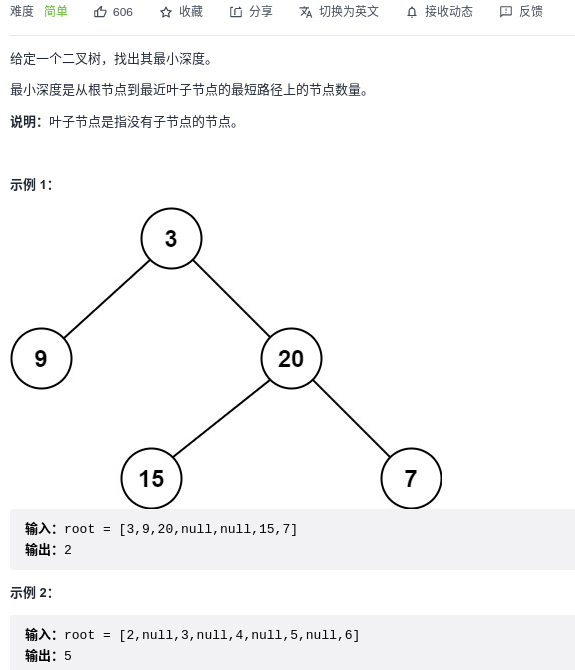 难度 简单 606 收藏 分享 切换为英文 接收动态 反馈
给定一个二叉树，找出其最小深度。
最小深度是从根节点到最近叶子节点的最短路径上的节点数量。
说明：叶子节点是指没有子节点的节点。
示例 1：
3
9 20
15 7
输入：root = [3,9,20,null,null,15,7]
输出：2
示例 2：
输入：root = [2,null,3,null,4,null,5,null,6]
输出：5